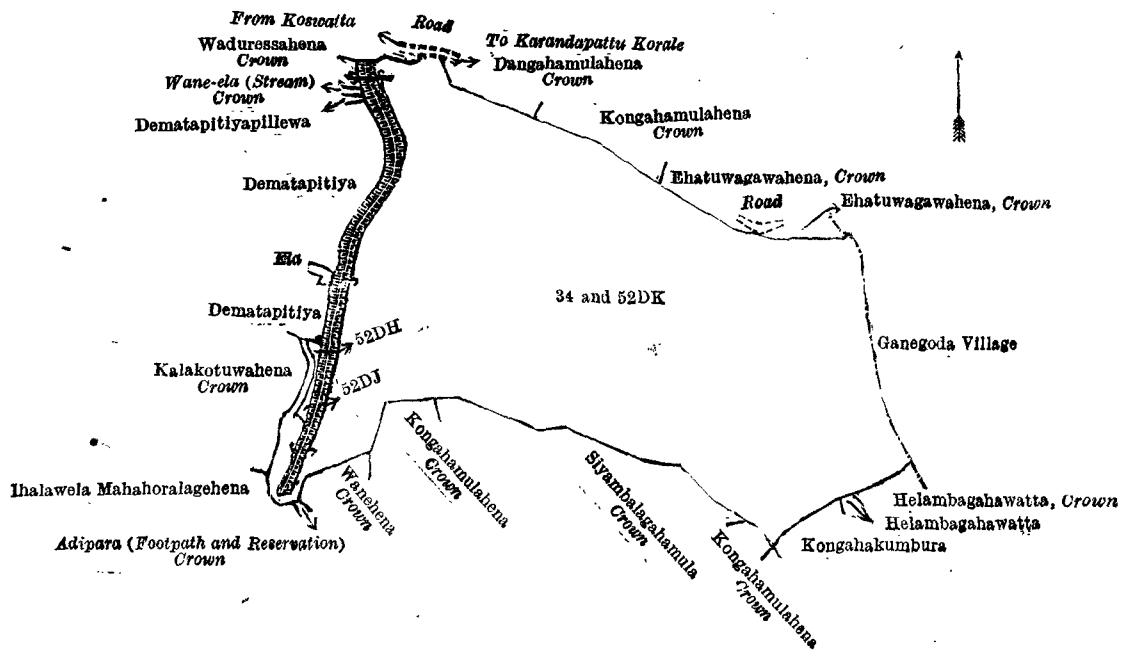 From Koswatta
Road
To Karandapattu Korale
Waduressahena
Crown
Dangahamulahena
Crown
Wane-ela (Stream)
Crown
Dematapitiyapillewa
Kongahamulahena
Crown
Dematapitiya
Ehatuwagawahena, Crown
Road
Ehatuwagawahena, Crown
Ela
34 and 52DK
Dematapitiya
52DH
Ganegoda Village
Kalakotuwahena
Crown
52DJ
Kongahamulahena
Crown
Wanehena
Crown
Siyambalagahamula
Crown
Ihalawela Mahahoralagehena
Helambagahawatta, Crown
Helambagahawatta
Kongahakumbura
Kongahamulahena
Crown
Adipara (Footpath and Reservation)
Crown